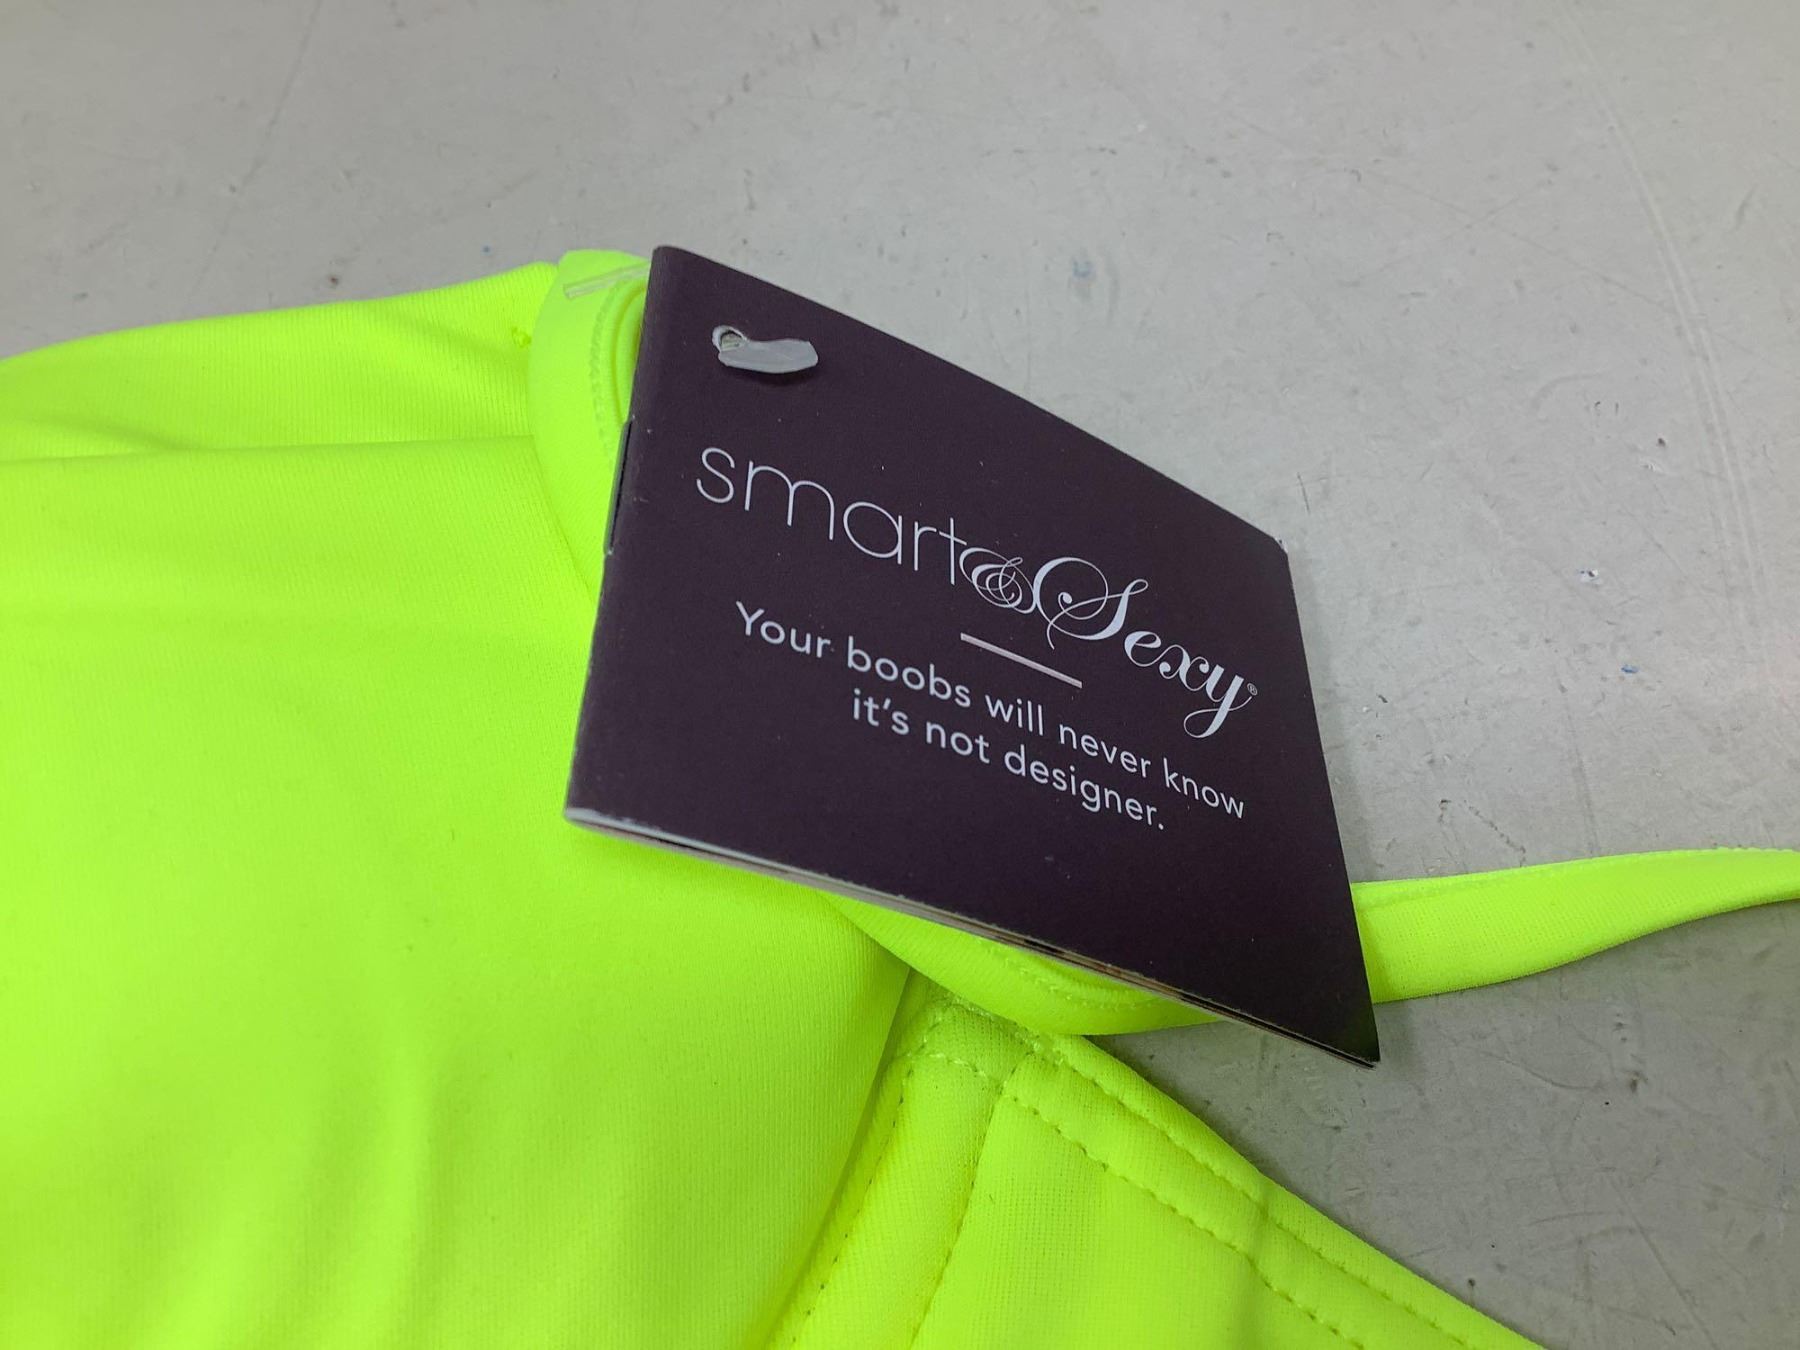 smart&Sexy®
Your boobs will never know
it's not designer.